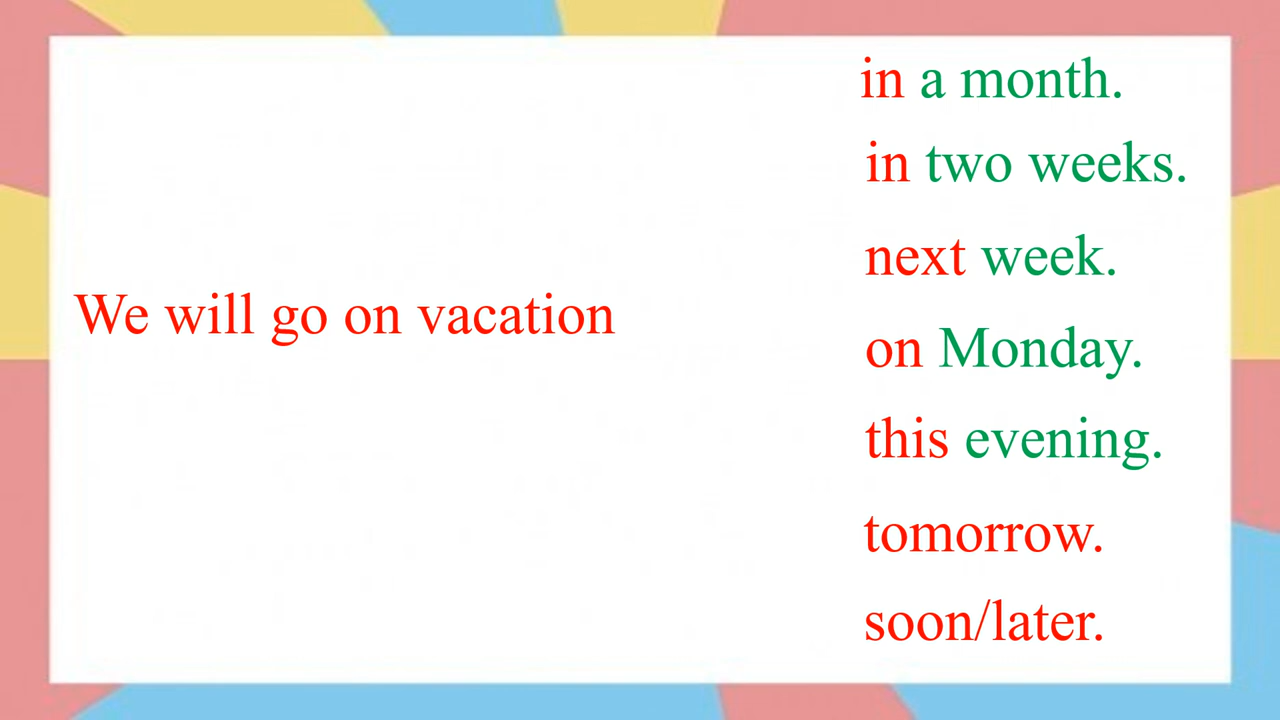 in a month.
in two weeks.
next week.
We will go on vacation
on Monday.
this evening.
tomorrow.
soon/later.